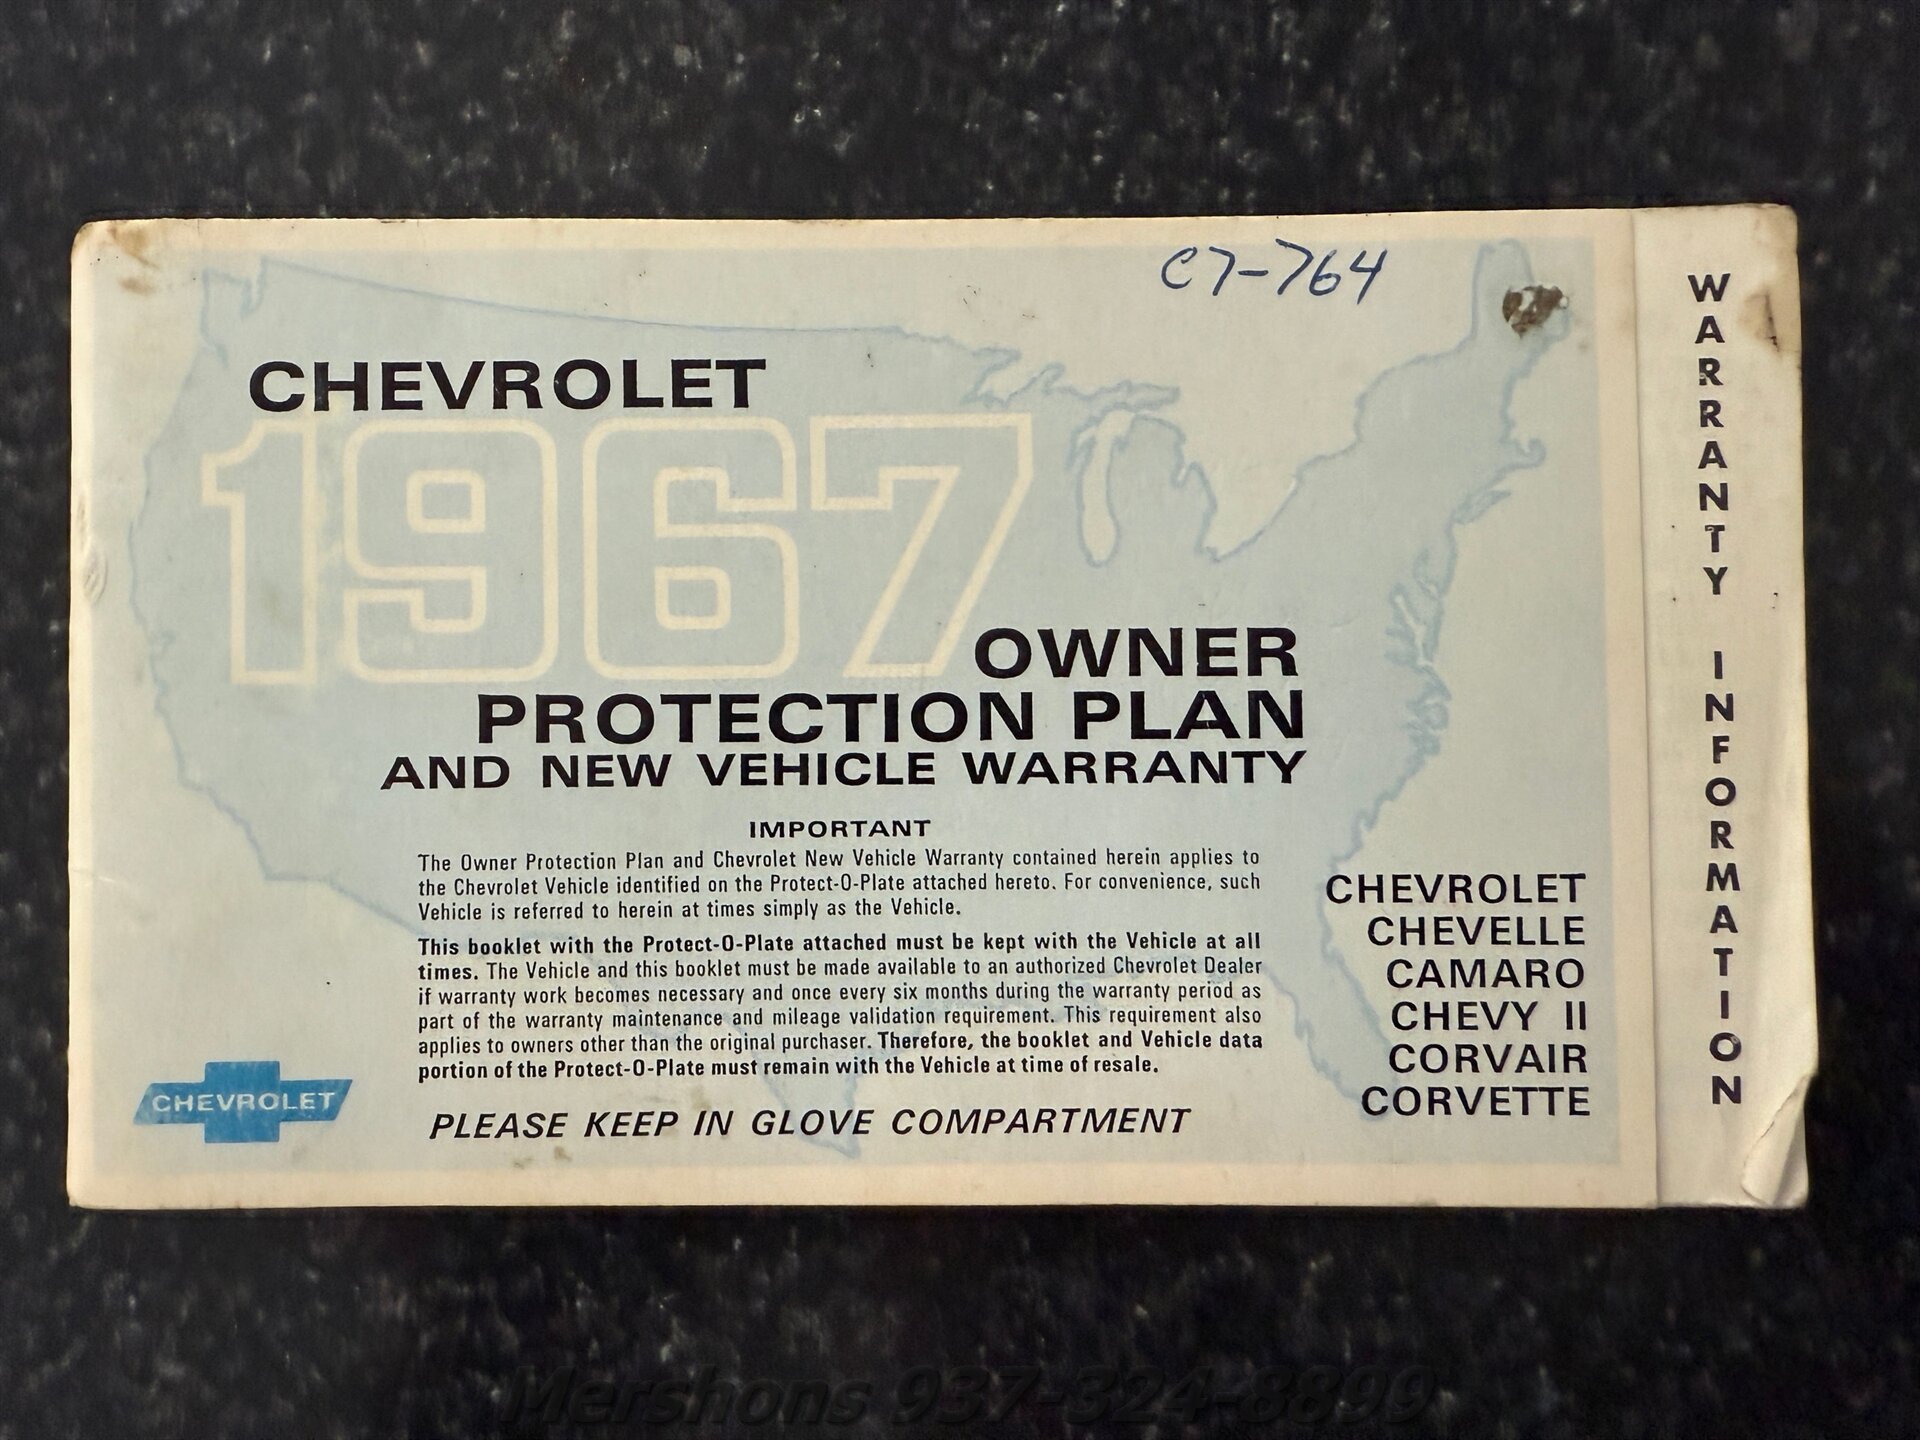 C7-764
CHEVROLET
1967
OWNER
PROTECTION PLAN
AND NEW VEHICLE WARRANTY
IMPORTANT
The Owner Protection Plan and Chevrolet New Vehicle Warranty contained herein applies to
the Chevrolet Vehicle identified on the Protect-O-Plate attached hereto. For convenience, such
Vehicle is referred to herein at times simply as the Vehicle.
This booklet with the Protect-O-Plate attached must be kept with the Vehicle at all
times. The Vehicle and this booklet must be made available to an authorized Chevrolet Dealer
if warranty work becomes necessary and once every six months during the warranty period as
part of the warranty maintenance and mileage validation requirement. This requirement also
applies to owners other than the original purchaser. Therefore, the booklet and Vehicle data
portion of the Protect-O-Plate must remain with the Vehicle at time of resale.
PLEASE KEEP IN GLOVE COMPARTMENT
CHEVROLET
CHEVROLET
CHEVELLE
CAMARO
CHEVY II
CORVAIR
CORVETTE
WARRANTY INFORMATION
Mershons 937-324-8899